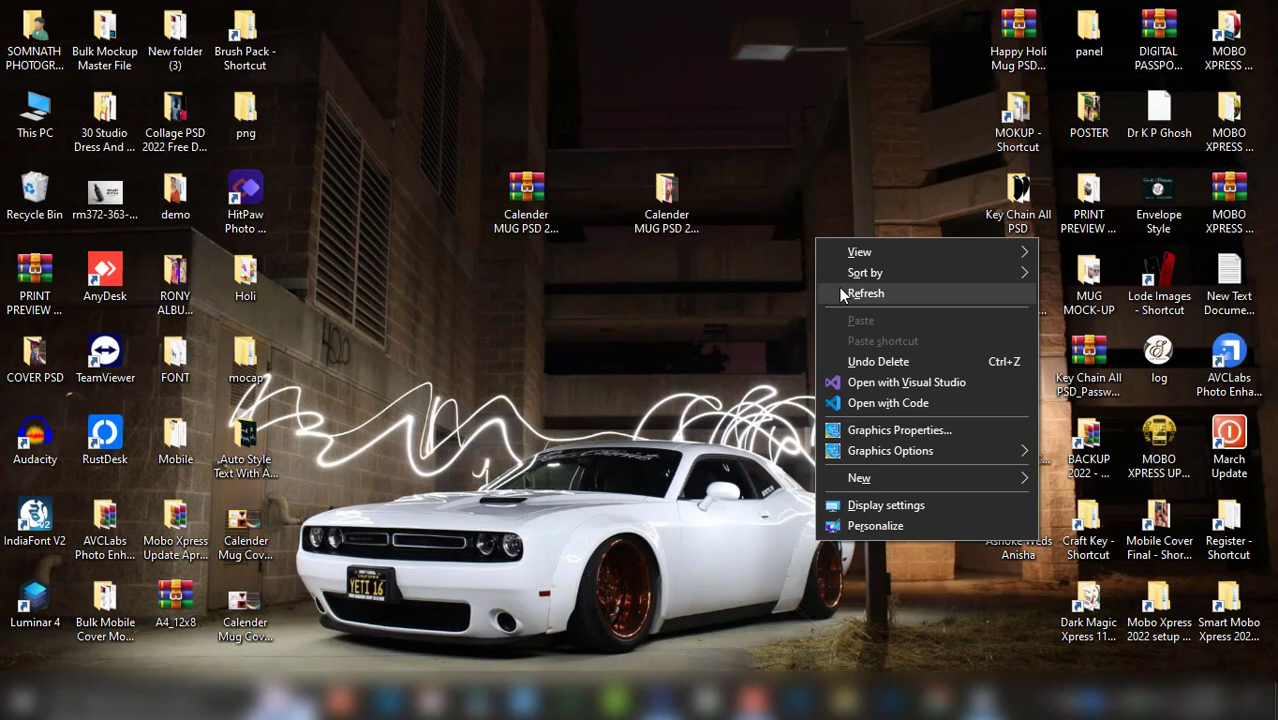 SOMNATH
PHOTOGR...
Bulk Mockup
Master File
New folder
(3)
Brush Pack -
Shortcut
Happy Holi
Mug PSD...
panel
DIGITAL
PASSPO...
MOBO
XPRESS ...
This PC
30 Studio
Dress And ...
Collage PSD
2022 Free D...
png
MOKUP -
Shortcut
POSTER
Dr K P Ghosh
MOBO
XPRESS ...
Recycle Bin
rm372-363-...
demo
HitPaw
Photo ...
Calender
MUG PSD 2...
Calender
MUG PSD 2...
Key Chain All
PSD
PRINT
PREVIEW ...
Envelope
Style
MOBO
XPRESS ...
PRINT
PREVIEW ...
AnyDesk
RONY
ALBU...
Holi
MUG
MOCK-UP
Lode Images
- Shortcut
New Text
Docume...
COVER PSD
TeamViewer
FONT
mocap
Key Chain All
PSD_Passw...
log
AVCLabs
Photo Enha...
Audacity
RustDesk
Mobile
.Auto Style
Text With A...
BACKUP
2022 - ...
MOBO
XPRESS UP...
March
Update
IndiaFont V2
AVCLabs
Photo Enh...
Mobo Xpress
Update Apr...
Calender
Mug Cov...
Ashoke Weds
Anisha
Craft Key -
Shortcut
Mobile Cover
Final - Shor...
Register -
Shortcut
Luminar 4
Bulk Mobile
Cover Mo...
A4_12x8
Calender
Mug Cov...
Dark Magic
Xpress 11...
Mobo Xpress
2022 setup ...
Smart Mobo
Xpress 202...
View
Sort by
Refresh
Paste
Paste shortcut
Undo Delete Ctrl+Z
Open with Visual Studio
Open with Code
Graphics Properties...
Graphics Options
New
Display settings
Personalize
YETI 16